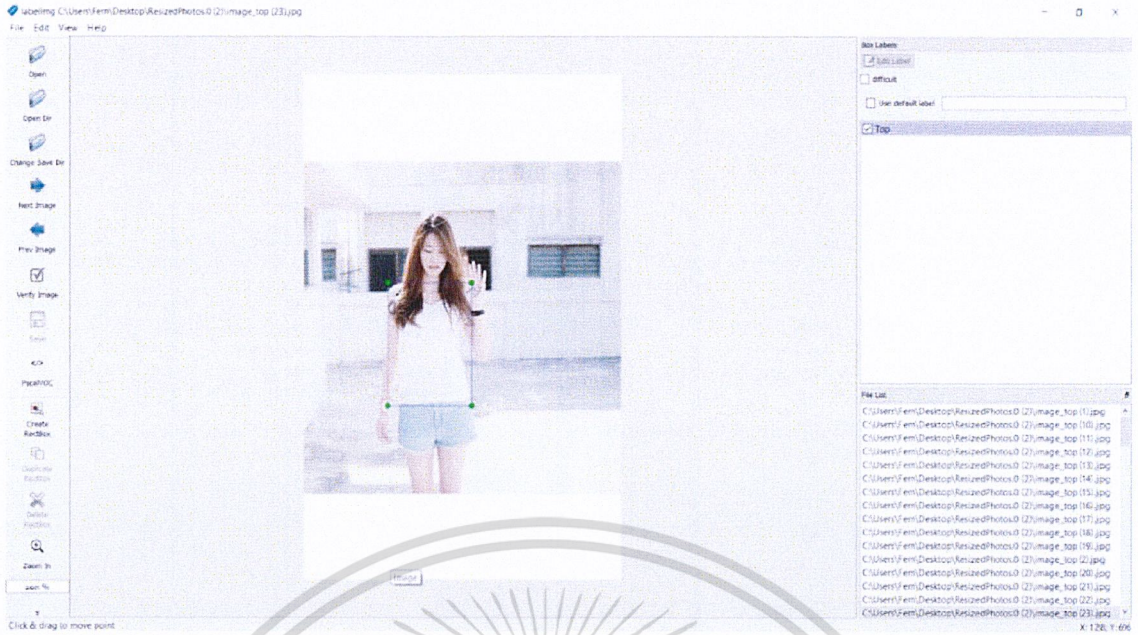 labelImg C:\Users\Fern\Desktop\ResizedPhotos.0 (2)\image_top (23).jpg
File Edit View Help
Open
Open Dir
Change Save Dir
Next Image
Prev Image
Verify Image
Save
PascalVOC
Create
RectBox
Duplicate
RectBox
Delete
RectBox
Zoom In
Click & drag to move point
Image
Box Labels
Edit Label
difficult
Use default label
Top
File List
C:\Users\Fern\Desktop\ResizedPhotos.0 (2)\image_top (1).jpg
C:\Users\Fern\Desktop\ResizedPhotos.0 (2)\image_top (10).jpg
C:\Users\Fern\Desktop\ResizedPhotos.0 (2)\image_top (11).jpg
C:\Users\Fern\Desktop\ResizedPhotos.0 (2)\image_top (12).jpg
C:\Users\Fern\Desktop\ResizedPhotos.0 (2)\image_top (13).jpg
C:\Users\Fern\Desktop\ResizedPhotos.0 (2)\image_top (14).jpg
C:\Users\Fern\Desktop\ResizedPhotos.0 (2)\image_top (15).jpg
C:\Users\Fern\Desktop\ResizedPhotos.0 (2)\image_top (16).jpg
C:\Users\Fern\Desktop\ResizedPhotos.0 (2)\image_top (17).jpg
C:\Users\Fern\Desktop\ResizedPhotos.0 (2)\image_top (18).jpg
C:\Users\Fern\Desktop\ResizedPhotos.0 (2)\image_top (19).jpg
C:\Users\Fern\Desktop\ResizedPhotos.0 (2)\image_top (2).jpg
C:\Users\Fern\Desktop\ResizedPhotos.0 (2)\image_top (20).jpg
C:\Users\Fern\Desktop\ResizedPhotos.0 (2)\image_top (21).jpg
C:\Users\Fern\Desktop\ResizedPhotos.0 (2)\image_top (22).jpg
C:\Users\Fern\Desktop\ResizedPhotos.0 (2)\image_top (23).jpg